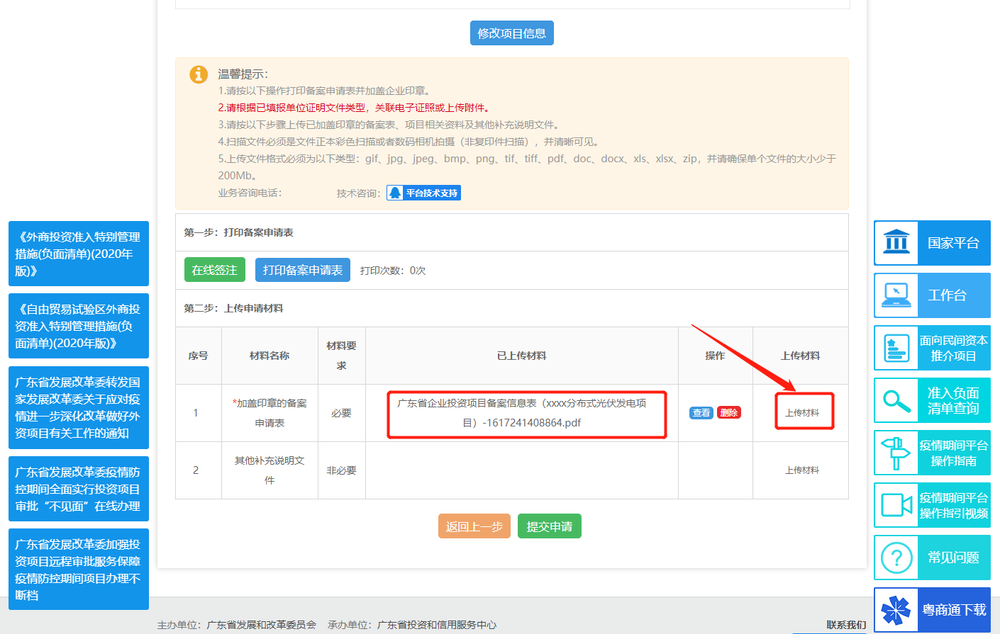 修改项目信息
温馨提示：
1.请按以下操作打印备案申请表并加盖企业印章。
2.请根据已填报单位证明文件类型，关联电子证照或上传附件。
3.请按以下步骤上传已加盖印章的备案表、项目相关资料及其他补充说明文件。
4.扫描文件必须是文件正本彩色扫描或者数码相机拍摄（非复印件扫描），并清晰可见。
5.上传文件格式必须为以下类型：gif、jpg、jpeg、bmp、png、tif、tiff、pdf、doc、docx、xls、xlsx、zip，并请确保单个文件的大小少于
200Mb。
业务咨询电话： 技术咨询： 平台技术支持
第一步：打印备案申请表
在线签注 打印备案申请表 打印次数：0次
第二步：上传申请材料
序号 材料名称 材料要求 已上传材料 操作 上传材料
1 *加盖印章的备案申请表 必要 广东省企业投资项目备案信息表（xxxx分布式光伏发电项目）-1617241408864.pdf 查看 删除 上传材料
2 其他补充说明文件 非必要 上传材料
返回上一步 提交申请
《外商投资准入特别管理
措施(负面清单)(2020年
版)》
《自由贸易试验区外商投
资准入特别管理措施(负
面清单)(2020年版)》
广东省发展改革委转发国
家发展改革委关于应对疫
情进一步深化改革做好外
资项目有关工作的通知
广东省发展改革委疫情防
控期间全面实行投资项目
审批“不见面”在线办理
广东省发展改革委加强投
资项目远程审批服务保障
疫情防控期间项目办理不
断档
国家平台
工作台
面向民间资本
推介项目
准入负面
清单查询
疫情期间平台
操作指南
疫情期间平台
操作指引视频
常见问题
粤商通下载
主办单位：广东省发展和改革委员会 承办单位：广东省投资和信用服务中心 联系我们